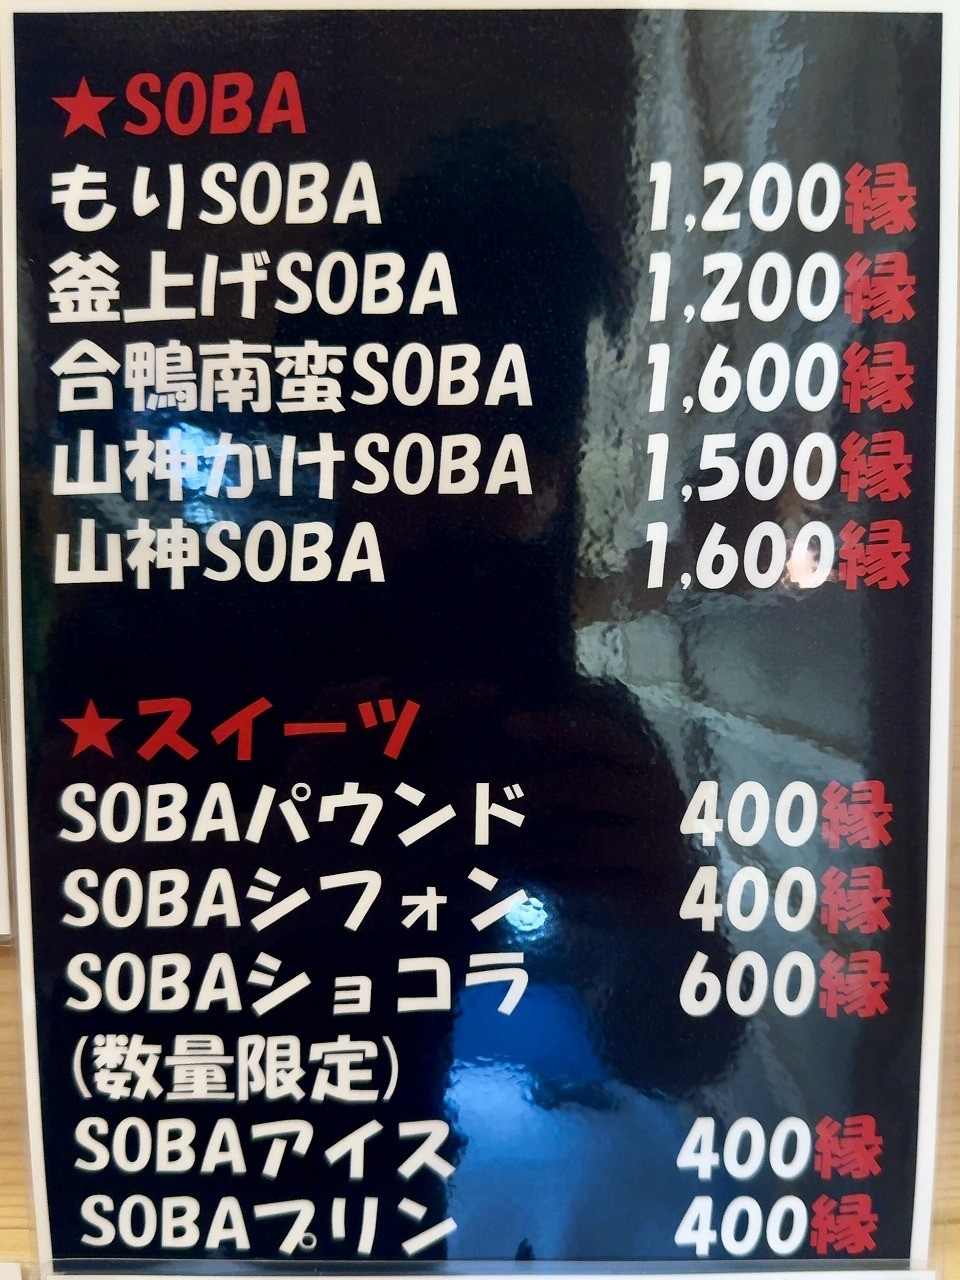 ★SOBA
もりSOBA 1,200縁
釜上げSOBA 1,200縁
合鴨南蛮SOBA 1,600縁
山神かけSOBA 1,500縁
山神SOBA 1,600縁
★スイーツ
SOBAパウンド 400縁
SOBAシフォン 400縁
SOBAショコラ 600縁
(数量限定)
SOBAアイス 400縁
SOBAプリン 400縁